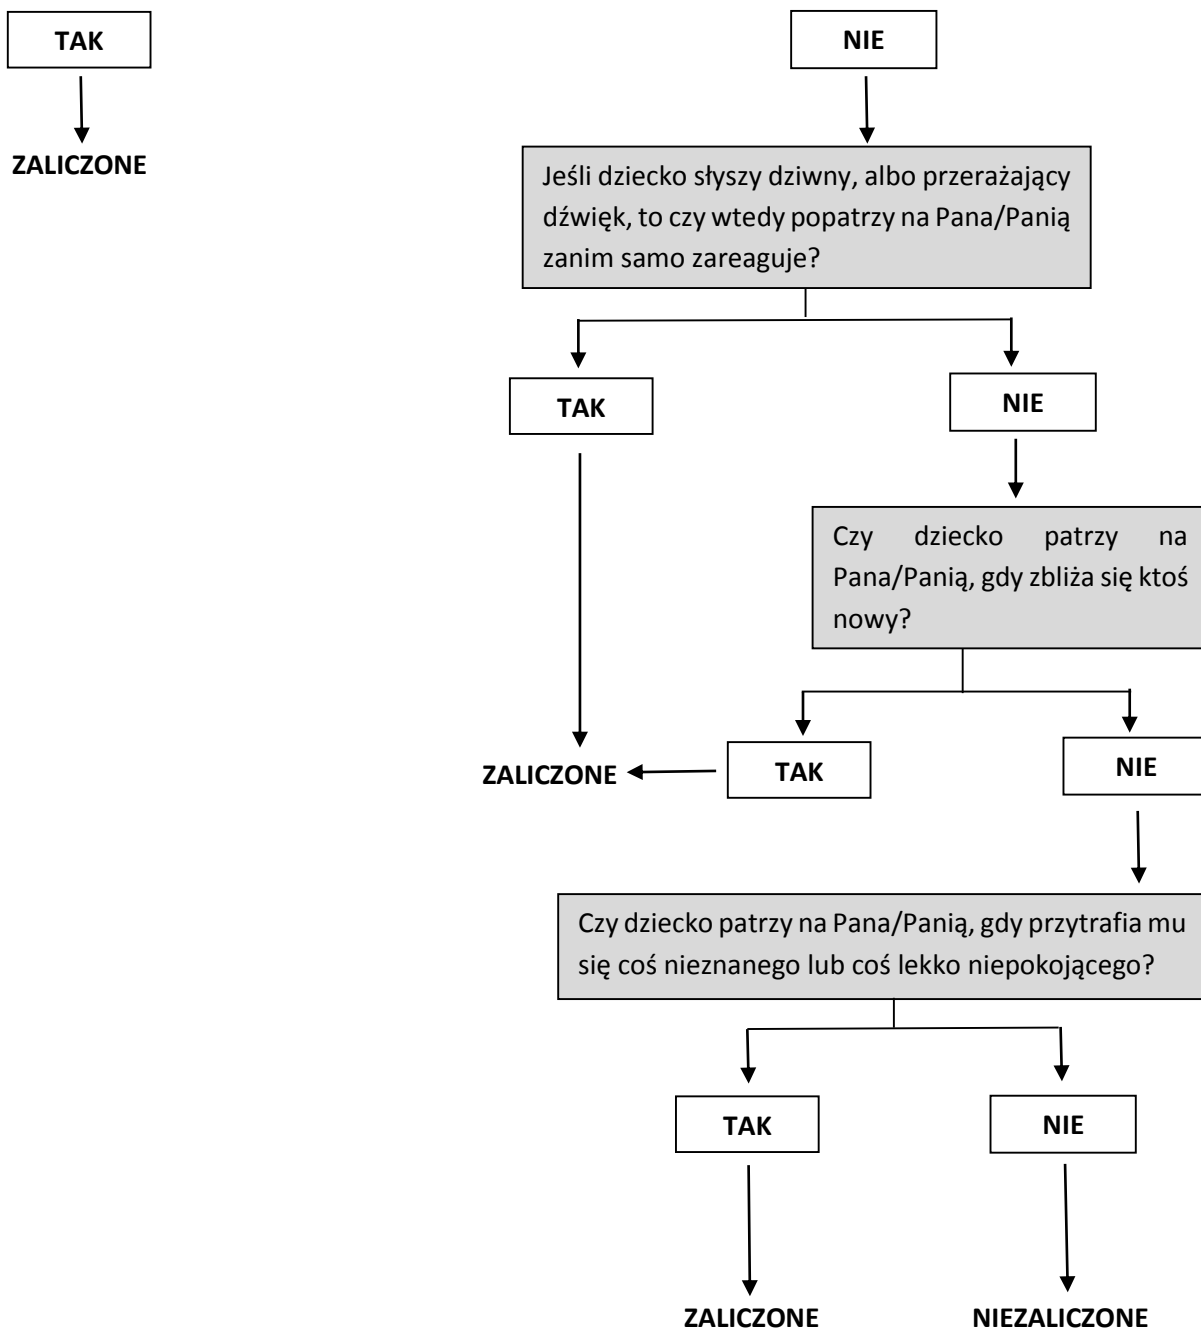 TAK
NIE
ZALICZONE
Jeśli dziecko słyszy dziwny, albo przerażający
dźwięk, to czy wtedy popatrzy na Pana/Panią
zanim samo zareaguje?
TAK
NIE
Czy dziecko patrzy na
Pana/Panią, gdy zbliża się ktoś
nowy?
ZALICZONE
TAK
NIE
Czy dziecko patrzy na Pana/Panią, gdy przytrafia mu
się coś nieznanego lub coś lekko niepokojącego?
TAK
NIE
ZALICZONE
NIEZALICZONE